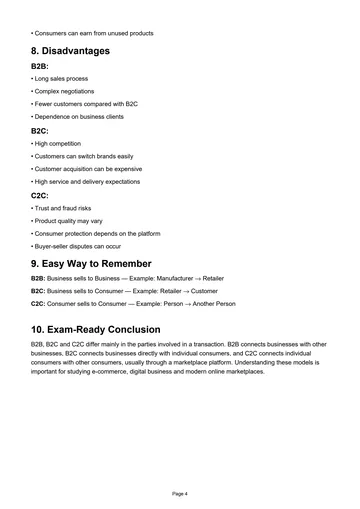 • Consumers can earn from unused products
8. Disadvantages
B2B:
• Long sales process
• Complex negotiations
• Fewer customers compared with B2C
• Dependence on business clients
B2C:
• High competition
• Customers can switch brands easily
• Customer acquisition can be expensive
• High service and delivery expectations
C2C:
• Trust and fraud risks
• Product quality may vary
• Consumer protection depends on the platform
• Buyer-seller disputes can occur
9. Easy Way to Remember
B2B: Business sells to Business — Example: Manufacturer → Retailer
B2C: Business sells to Consumer — Example: Retailer → Customer
C2C: Consumer sells to Consumer — Example: Person → Another Person
10. Exam-Ready Conclusion
B2B, B2C and C2C differ mainly in the parties involved in a transaction. B2B connects businesses with other
businesses, B2C connects businesses directly with individual consumers, and C2C connects individual
consumers with other consumers, usually through a marketplace platform. Understanding these models is
important for studying e-commerce, digital business and modern online marketplaces.
Page 4